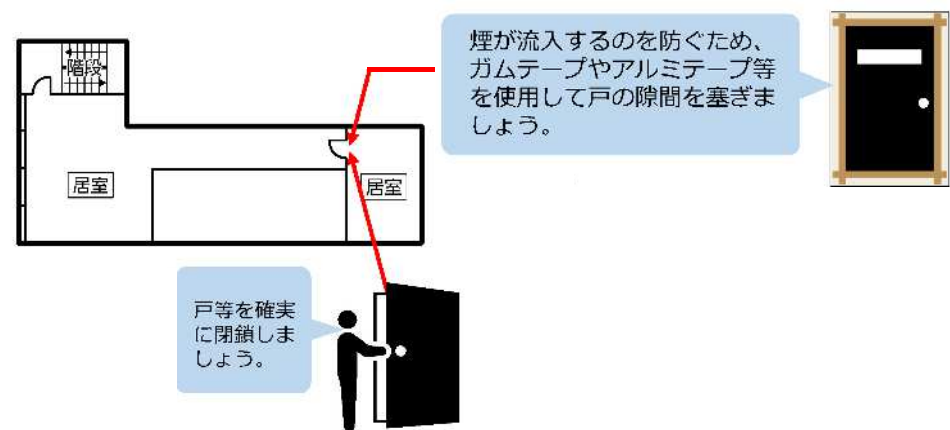 階段
煙が流入するのを防ぐため、
ガムテープやアルミテープ等
を使用して戸の隙間を塞ぎま
しょう。
居室
居室
戸等を確実
に閉鎖しま
しょう。